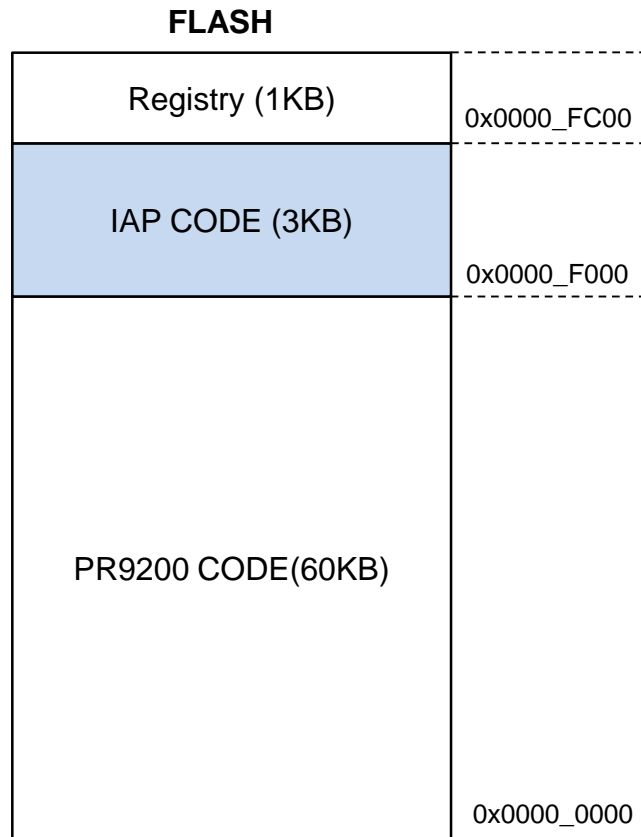 FLASH
Registry (1KB)
0x0000_FC00
IAP CODE (3KB)
0x0000_F000
PR9200 CODE(60KB)
0x0000_0000